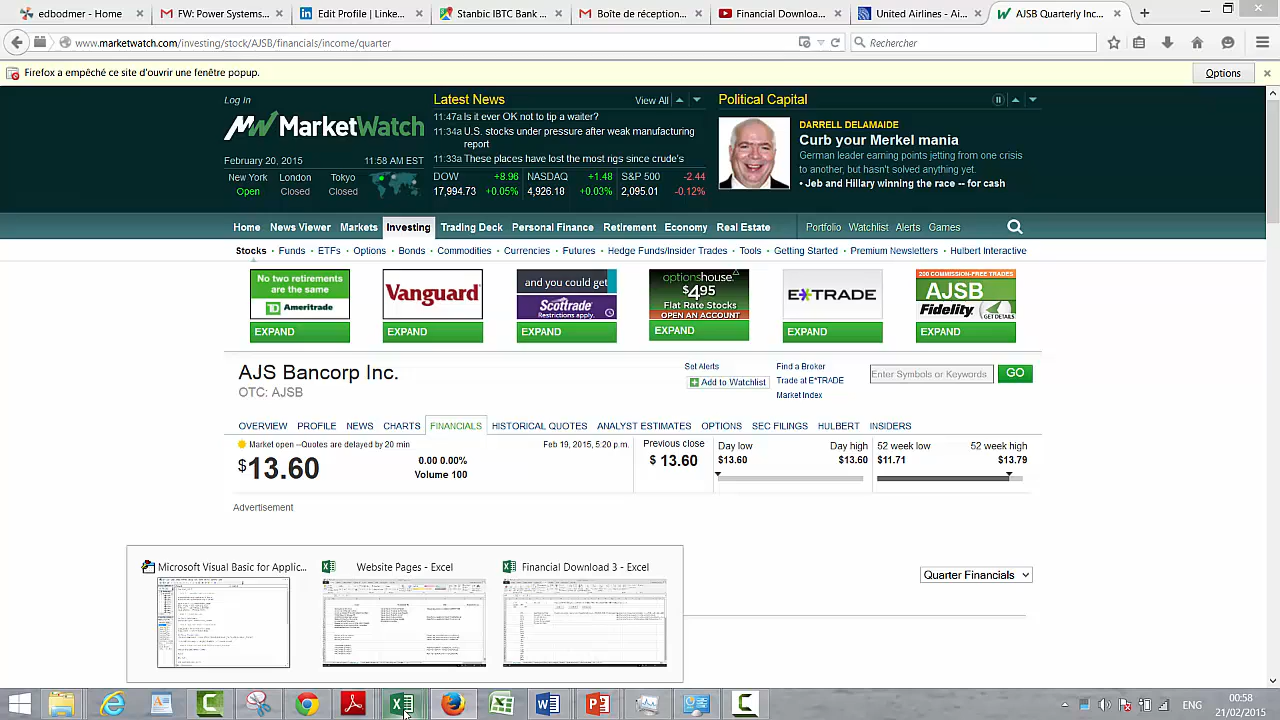 edbodmer - Home
FW: Power Systems...
Edit Profile | Linke...
Stanbic IBTC Bank ...
Boîte de réception...
Financial Downloa...
United Airlines - Ai...
AJSB Quarterly Inc...
www.marketwatch.com/investing/stock/AJSB/financials/income/quarter
Rechercher
Firefox a empêché ce site d'ouvrir une fenêtre popup.
Options
Log In
MarketWatch
February 20, 2015 11:58 AM EST
New York London Tokyo
Open Closed Closed
Latest News View All
11:47a Is it ever OK not to tip a waiter?
11:34a U.S. stocks under pressure after weak manufacturing
report
11:33a These places have lost the most rigs since crude's
DOW +8.96 NASDAQ +1.48 S&P 500 -2.44
17,994.73 +0.05% 4,926.18 +0.03% 2,095.01 -0.12%
Political Capital
DARRELL DELAMAIDE
Curb your Merkel mania
German leader earning points jetting from one crisis
to another, but hasn't solved anything yet.
• Jeb and Hillary winning the race -- for cash
Home News Viewer Markets Investing Trading Deck Personal Finance Retirement Economy Real Estate Portfolio Watchlist Alerts Games
Stocks · Funds · ETFs · Options · Bonds · Commodities · Currencies · Futures · Hedge Funds/Insider Trades · Tools · Getting Started · Premium Newsletters · Hulbert Interactive
No two retirements
are the same
Ameritrade
EXPAND
Vanguard
EXPAND
and you could get
Scottrade
Restrictions apply.
EXPAND
optionshouse
$4.95
Flat Rate Stocks
OPEN AN ACCOUNT
EXPAND
E*TRADE
EXPAND
200 COMMISSION-FREE TRADES
AJSB
Fidelity
GET DETAILS
EXPAND
AJS Bancorp Inc.
OTC: AJSB
Set Alerts
Add to Watchlist
Find a Broker
Trade at E*TRADE
Market Index
Enter Symbols or Keywords GO
OVERVIEW PROFILE NEWS CHARTS FINANCIALS HISTORICAL QUOTES ANALYST ESTIMATES OPTIONS SEC FILINGS HULBERT INSIDERS
Market open --Quotes are delayed by 20 min Feb 19, 2015, 5:20 p.m.
$13.60
0.00 0.00%
Volume 100
Previous close
$ 13.60
Day low Day high
$13.60 $13.60
52 week low 52 week high
$11.71 $13.79
Advertisement
Quarter Financials
Microsoft Visual Basic for Applic...
Website Pages - Excel
Financial Download 3 - Excel
ENG
00:58
21/02/2015